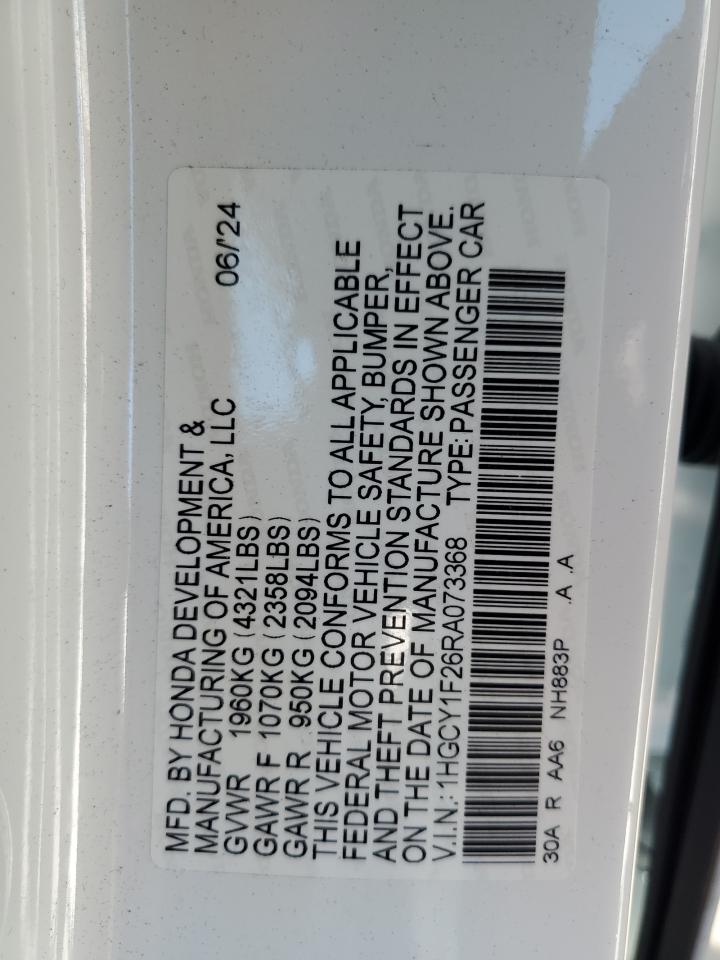 MFD. BY HONDA DEVELOPMENT &
MANUFACTURING OF AMERICA, LLC 06/'24
GVWR 1960KG (4321LBS)
GAWR F 1070KG (2358LBS)
GAWR R 950KG (2094LBS)
THIS VEHICLE CONFORMS TO ALL APPLICABLE
FEDERAL MOTOR VEHICLE SAFETY, BUMPER,
AND THEFT PREVENTION STANDARDS IN EFFECT
ON THE DATE OF MANUFACTURE SHOWN ABOVE.
V.I.N.: 1HGCY1F26RA073368 TYPE: PASSENGER CAR
30A R AA6 NH883P .A .A